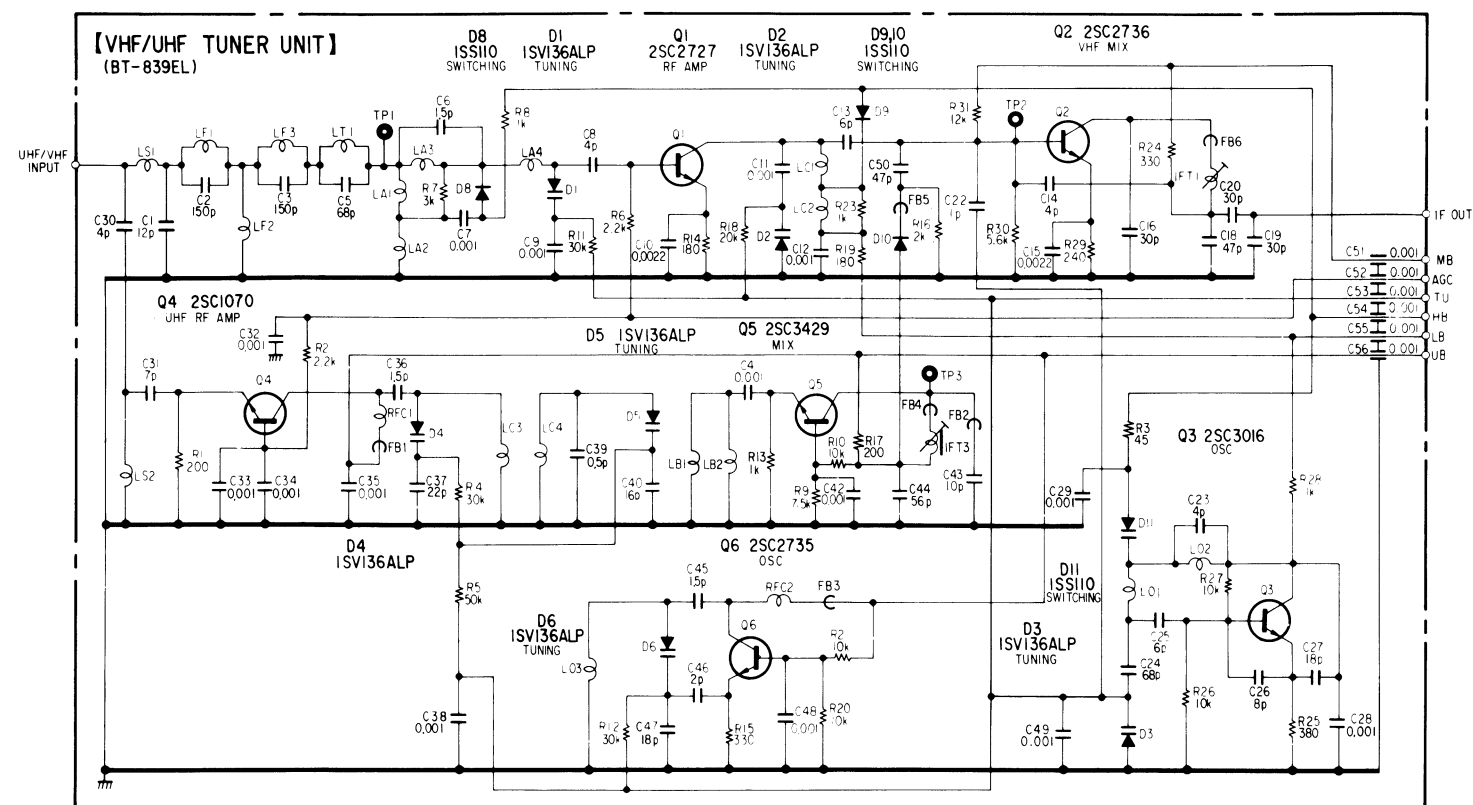 【VHF/UHF TUNER UNIT】
(BT-839EL)
D8
ISS110
SWITCHING
D1
ISV136ALP
TUNING
Q1
2SC2727
RF AMP
D2
ISV136ALP
TUNING
D9,10
ISS110
SWITCHING
Q2 2SC2736
VHF MIX
UHF/VHF
INPUT
LS1
LF1
C2
150p
LF3
C3
150p
LT1
C5
68p
TP1
C6
1,5p
LA3
LA1
R7
3k
D8
C7
0.001
LA2
R8
1k
LA4
D1
C9
0.001
R11
30k
C8
4p
R6
2.2k
Q1
C10
0,0022
R14
180
R18
20k
C11
0.001
D2
C12
0.001
LC1
LC2
C13
6p
D9
R23
1k
R19
180
C50
47p
FB5
D10
R16
2k
R31
12k
C22
1p
TP2
R30
5.6k
C14
4p
C15
0,0022
Q2
R29
240
C16
30p
R24
330
FB6
IFT1
C20
30p
C18
47p
C19
30p
IF OUT
C30
4p
C1
12p
LF2
C51 0.001 MB
C52 0.001 AGC
C53 0.001 TU
C54 0.001 HB
C55 0.001 LB
C56 0.001 UB
Q4 2SC1070
UHF RF AMP
C32
0,001
R2
2.2k
D5 ISV136ALP
TUNING
Q5 2SC3429
MIX
C31
7p
Q4
C36
1,5p
RFC1
FB1
D4
LC3
LC4
C39
0,5p
D5
C40
16p
C4
0.001
Q5
LB1
LB2
R13
1k
R10
10k
R17
200
R9
7.5k
C42
0.001
C44
56p
TP3
FB4
FB2
IFT3
C43
10p
LS2
R1
200
C33
0,001
C34
0,001
C35
0,001
C37
22p
R4
30k
C29
0,001
R3
45
Q3 2SC3016
OSC
R28
1k
D4
ISV136ALP
Q6 2SC2735
OSC
R5
50k
D6
ISV136ALP
TUNING
C45
1,5p
RFC2
FB3
D6
LO3
Q6
C46
2p
R2
10k
C38
0,001
R12
30k
C47
18p
R15
330
C48
0,001
R20
10k
D11
ISS110
SWITCHING
D3
ISV136ALP
TUNING
D11
C23
4p
LO2
LO1
R27
10k
Q3
C25
6p
C24
68p
C27
18p
C26
8p
R26
10k
C49
0.001
D3
R25
380
C28
0,001